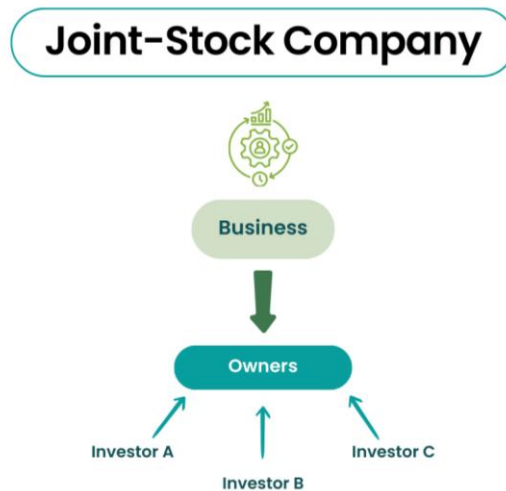 Joint-Stock Company
Business
Owners
Investor A
Investor B
Investor C